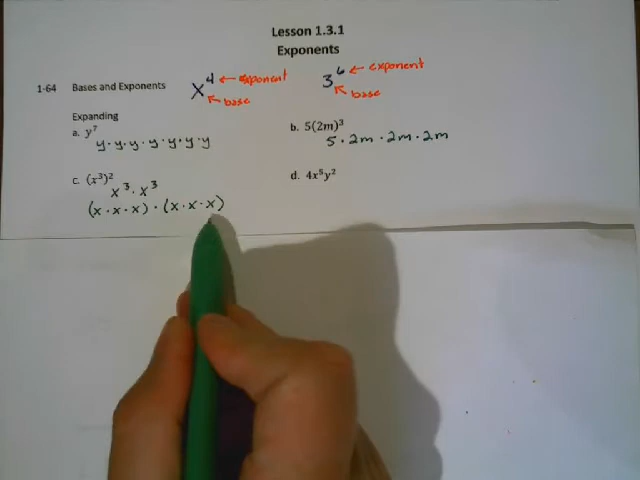 Lesson 1.3.1
Exponents
1-64 Bases and Exponents x⁴ ← exponent 3⁶ ← exponent
↖ base ↖ base
Expanding
a. y⁷ b. 5(2m)³
y·y·y·y·y·y·y 5 · 2m · 2m · 2m
c. (x³)² d. 4x⁵y²
x³ · x³
(x·x·x) · (x·x·x)